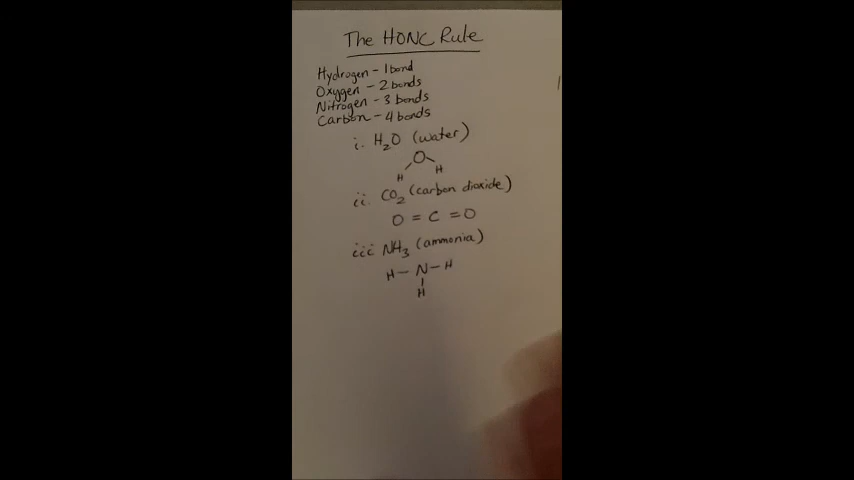 The HONC Rule
Hydrogen - 1 bond
Oxygen - 2 bonds
Nitrogen - 3 bonds
Carbon - 4 bonds
i. H₂O (water)
O
H H
ii. CO₂ (carbon dioxide)
O = C = O
iii NH₃ (ammonia)
H - N - H
H